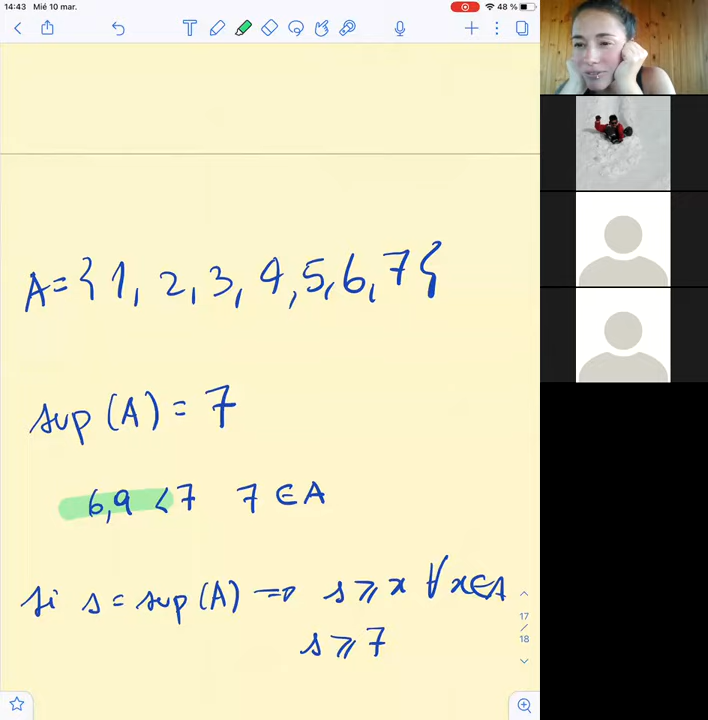 14:43 Mié 10 mar.
48 %
A={1, 2, 3, 4, 5, 6, 7{
sup (A) = 7
6,9 < 7 7 ∈ A
si s = sup (A) ⟹ s ⩾ x ∀x∈A
s ⩾ 7
17
/
18